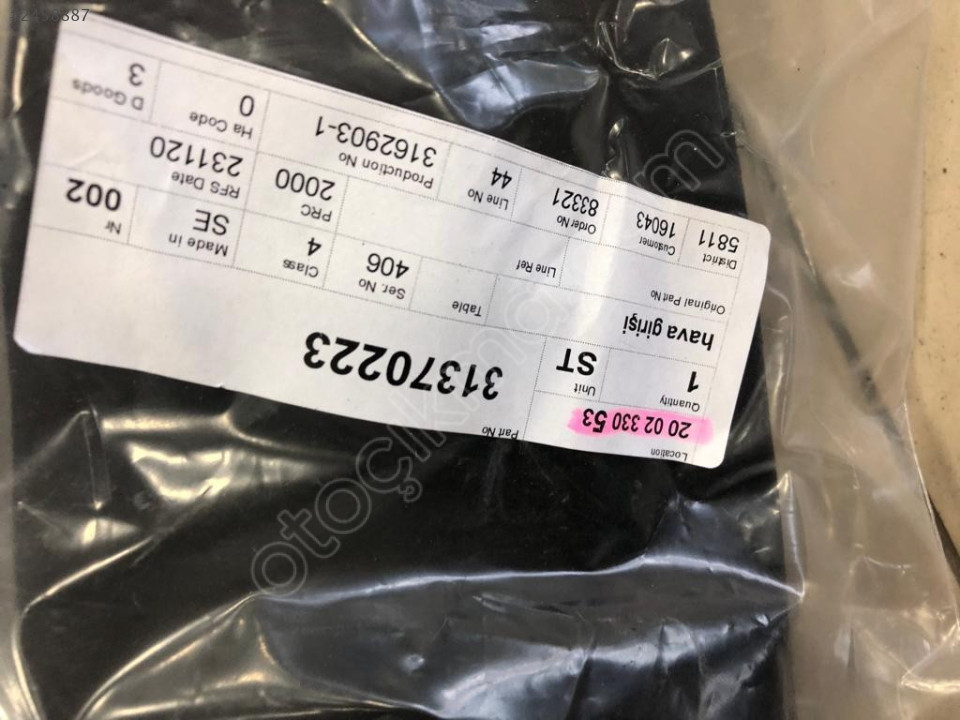 Location
20 02 330 53
Part No
31370223
Quantity
1
Unit
ST
hava girişi
Table
Ser. No
406
Class
4
Made in
SE
Nr
002
Original Part No
Line Ref
PRC
2000
RFS Date
231120
District
5811
Customer
16043
Order No
83321
Line No
44
Production No
3162903-1
Ha Code
0
D Goods
3
otoçıkma.com